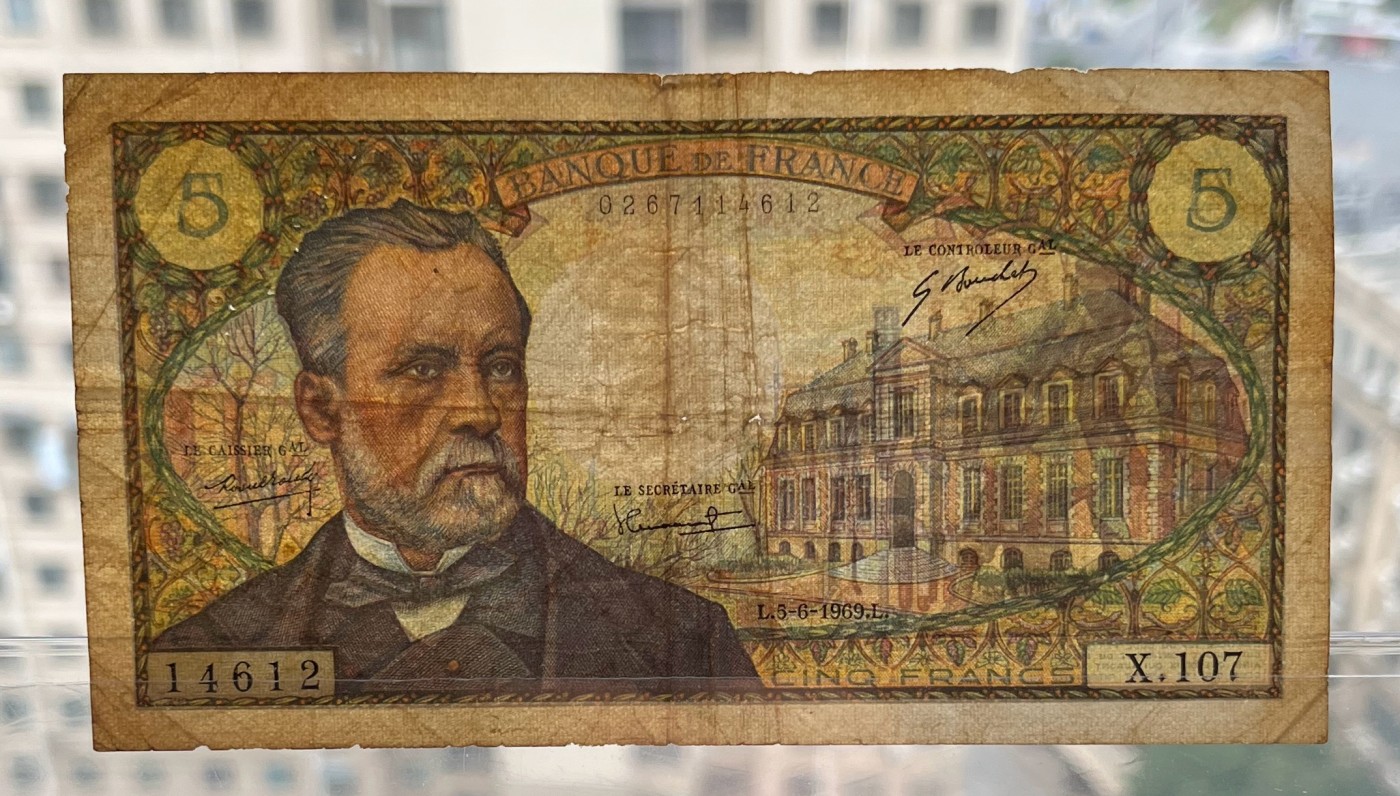 BANQUE DE FRANCE
5
5
0267114612
LE CONTROLEUR GAL
G Bouchet
LE CAISSIER GAL
LE SECRÉTAIRE GAL
L.5-6-1969.L.
14612
CINQ FRANCS
X.107